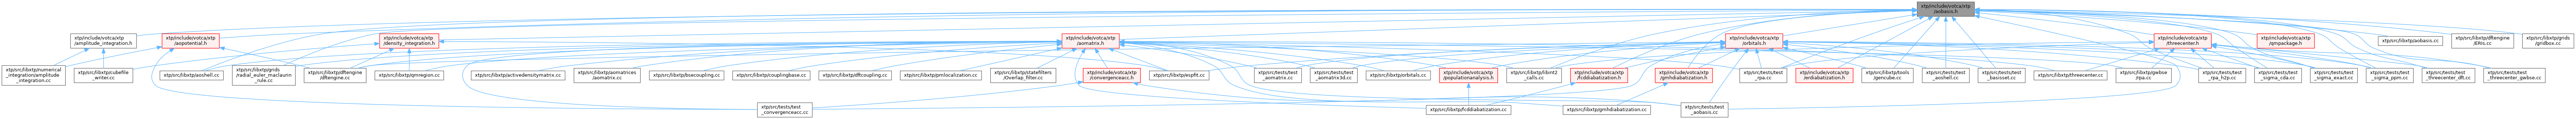 xtp/include/votca/xtp
/aobasis.h
xtp/include/votca/xtp
/amplitude_integration.h
xtp/include/votca/xtp
/aopotential.h
xtp/include/votca/xtp
/density_integration.h
xtp/include/votca/xtp
/aomatrix.h
xtp/include/votca/xtp
/orbitals.h
xtp/include/votca/xtp
/threecenter.h
xtp/include/votca/xtp
/qmpackage.h
xtp/src/libxtp/aobasis.cc
xtp/src/libxtp/dftengine
/ERIs.cc
xtp/src/libxtp/grids
/gridbox.cc
xtp/src/libxtp/numerical
_integration/amplitude
_integration.cc
xtp/src/libxtp/cubefile
_writer.cc
xtp/src/libxtp/aoshell.cc
xtp/src/libxtp/grids
/radial_euler_maclaurin
_rule.cc
xtp/src/libxtp/dftengine
/dftengine.cc
xtp/src/libxtp/qmregion.cc
xtp/src/libxtp/activedensitymatrix.cc
xtp/src/libxtp/aomatrices
/aomatrix.cc
xtp/src/libxtp/bsecoupling.cc
xtp/src/libxtp/couplingbase.cc
xtp/src/libxtp/dftcoupling.cc
xtp/src/libxtp/pmlocalization.cc
xtp/src/libxtp/statefilters
/Overlap_filter.cc
xtp/include/votca/xtp
/convergenceacc.h
xtp/src/libxtp/espfit.cc
xtp/src/tests/test
_aomatrix.cc
xtp/src/tests/test
_aomatrix3d.cc
xtp/src/libxtp/orbitals.cc
xtp/include/votca/xtp
/populationanalysis.h
xtp/src/libxtp/libint2
_calls.cc
xtp/include/votca/xtp
/fcddiabatization.h
xtp/include/votca/xtp
/gmhdiabatization.h
xtp/src/tests/test
_rpa.cc
xtp/include/votca/xtp
/erdiabatization.h
xtp/src/libxtp/tools
/gencube.cc
xtp/src/tests/test
_aoshell.cc
xtp/src/tests/test
_basisset.cc
xtp/src/libxtp/threecenter.cc
xtp/src/libxtp/gwbse
/rpa.cc
xtp/src/tests/test
_rpa_h2p.cc
xtp/src/tests/test
_sigma_cda.cc
xtp/src/tests/test
_sigma_exact.cc
xtp/src/tests/test
_sigma_ppm.cc
xtp/src/tests/test
_threecenter_dft.cc
xtp/src/tests/test
_threecenter_gwbse.cc
xtp/src/tests/test
_convergenceacc.cc
xtp/src/libxtp/fcddiabatization.cc
xtp/src/libxtp/gmhdiabatization.cc
xtp/src/tests/test
_aobasis.cc